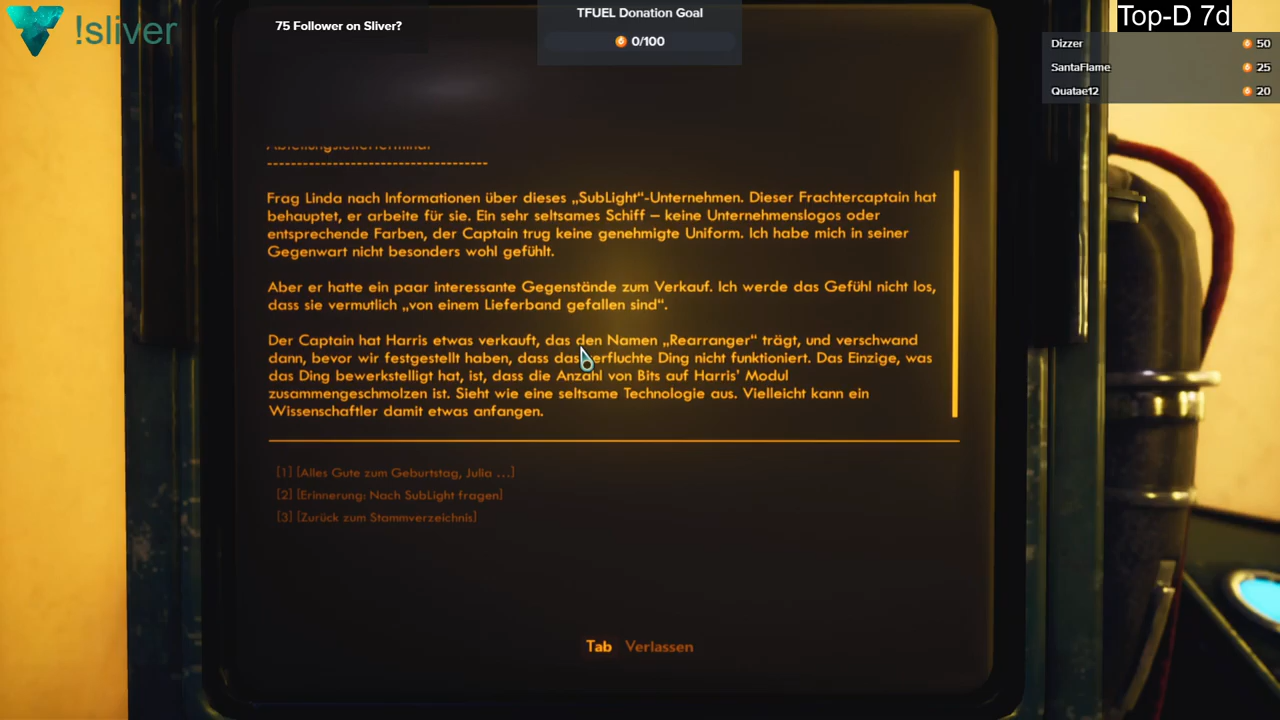 !sliver
75 Follower on Sliver?
TFUEL Donation Goal
0/100
Top-D 7d
Dizzer 50
SantaFlame 25
Quatae12 20
Abteilungsleiterterminal
-------------------------------------
Frag Linda nach Informationen über dieses „SubLight“-Unternehmen. Dieser Frachtercaptain hat
behauptet, er arbeite für sie. Ein sehr seltsames Schiff – keine Unternehmenslogos oder
entsprechende Farben, der Captain trug keine genehmigte Uniform. Ich habe mich in seiner
Gegenwart nicht besonders wohl gefühlt.
Aber er hatte ein paar interessante Gegenstände zum Verkauf. Ich werde das Gefühl nicht los,
dass sie vermutlich „von einem Lieferband gefallen sind“.
Der Captain hat Harris etwas verkauft, das den Namen „Rearranger“ trägt, und verschwand
dann, bevor wir festgestellt haben, dass das verfluchte Ding nicht funktioniert. Das Einzige, was
das Ding bewerkstelligt hat, ist, dass die Anzahl von Bits auf Harris' Modul
zusammengeschmolzen ist. Sieht wie eine seltsame Technologie aus. Vielleicht kann ein
Wissenschaftler damit etwas anfangen.
[1] [Alles Gute zum Geburtstag, Julia ...]
[2] [Erinnerung: Nach SubLight fragen]
[3] [Zurück zum Stammverzeichnis]
Tab Verlassen